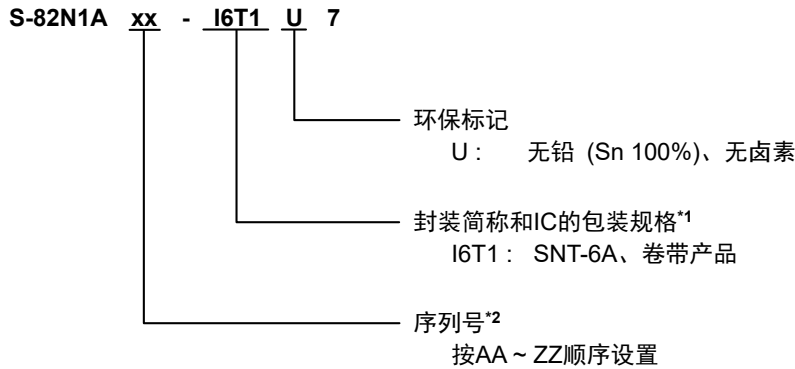 S-82N1A xx - I6T1 U 7
环保标记
U : 无铅 (Sn 100%)、无卤素
封装简称和IC的包装规格*1
I6T1 : SNT-6A、卷带产品
序列号*2
按AA ~ ZZ顺序设置